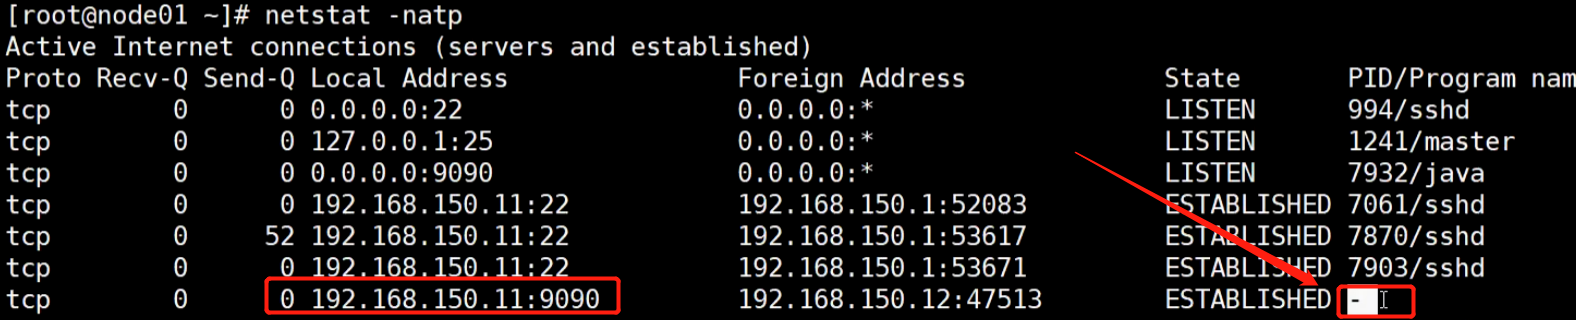 [root@node01 ~]# netstat -natp
Active Internet connections (servers and established)
Proto Recv-Q Send-Q Local Address Foreign Address State PID/Program nam
tcp 0 0 0.0.0.0:22 0.0.0.0:* LISTEN 994/sshd
tcp 0 0 127.0.0.1:25 0.0.0.0:* LISTEN 1241/master
tcp 0 0 0.0.0.0:9090 0.0.0.0:* LISTEN 7932/java
tcp 0 0 192.168.150.11:22 192.168.150.1:52083 ESTABLISHED 7061/sshd
tcp 0 52 192.168.150.11:22 192.168.150.1:53617 ESTABLISHED 7870/sshd
tcp 0 0 192.168.150.11:22 192.168.150.1:53671 ESTABLISHED 7903/sshd
tcp 0 0 192.168.150.11:9090 192.168.150.12:47513 ESTABLISHED -